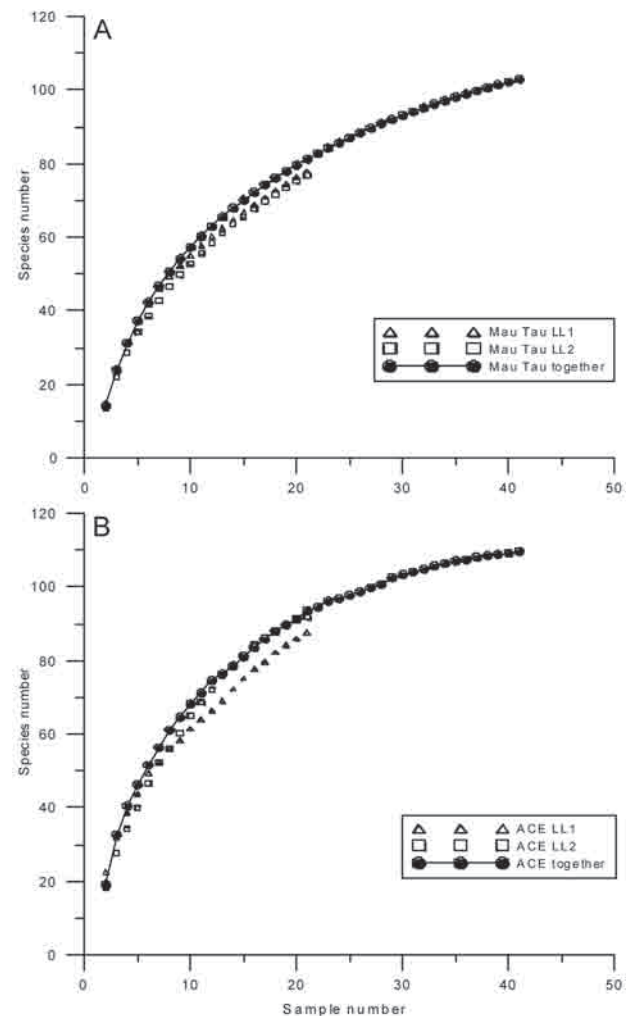 A
120
100
80
60
40
20
0
Species number
Mau Tau LL1
Mau Tau LL2
Mau Tau together
0 10 20 30 40 50
B
120
100
80
60
40
20
0
Species number
ACE LL1
ACE LL2
ACE together
0 10 20 30 40 50
Sample number